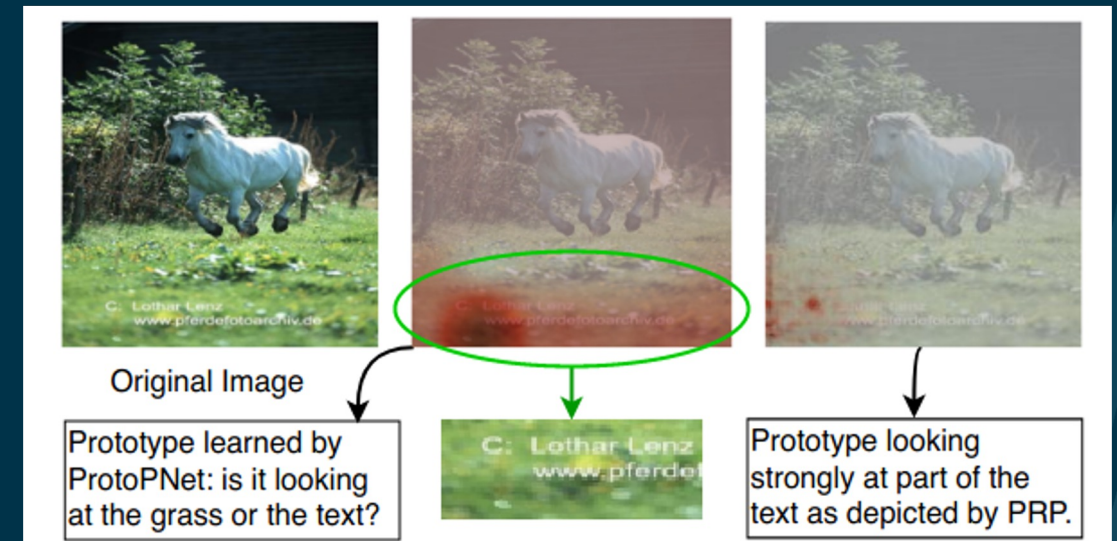 C: Lothar Lenz
www.pferdefotoarchiv.de
C: Lothar Lenz
www.pferdefotoarchiv.de
Original Image
Prototype learned by
ProtoPNet: is it looking
at the grass or the text?
C: Lothar Lenz
www.pferdef
Prototype looking
strongly at part of the
text as depicted by PRP.